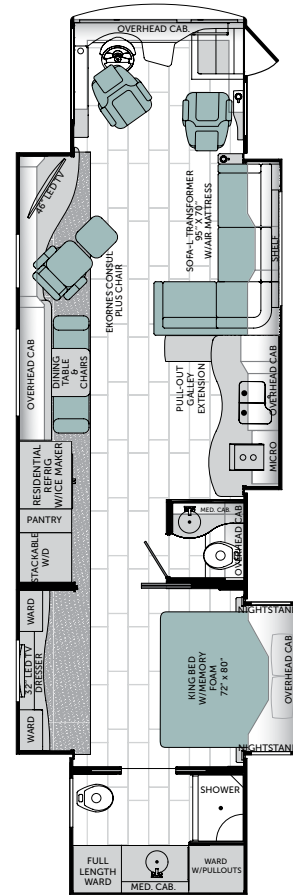 OVERHEAD CAB.
46" LED TV
EKORNES CONSUL
PLUS CHAIR
SOFA-L-TRANSFORMER
95" X 70"
W/AIR MATTRESS
SHELF
OVERHEAD CAB
DINING
TABLE
&
CHAIRS
PULL-OUT
GALLEY
EXTENSION
OVERHEAD CAB
MICRO
RESIDENTIAL
REFRIG
W/ICE MAKER
PANTRY
STACKABLE
W/D
MED. CAB.
OVERHEAD CAB
WARD
32" LED TV
DRESSER
WARD
KING BED
W/MEMORY
FOAM
72" x 80"
NIGHTSTAND
OVERHEAD CAB
NIGHTSTAND
SHOWER
FULL
LENGTH
WARD
MED. CAB.
WARD
W/PULLOUTS